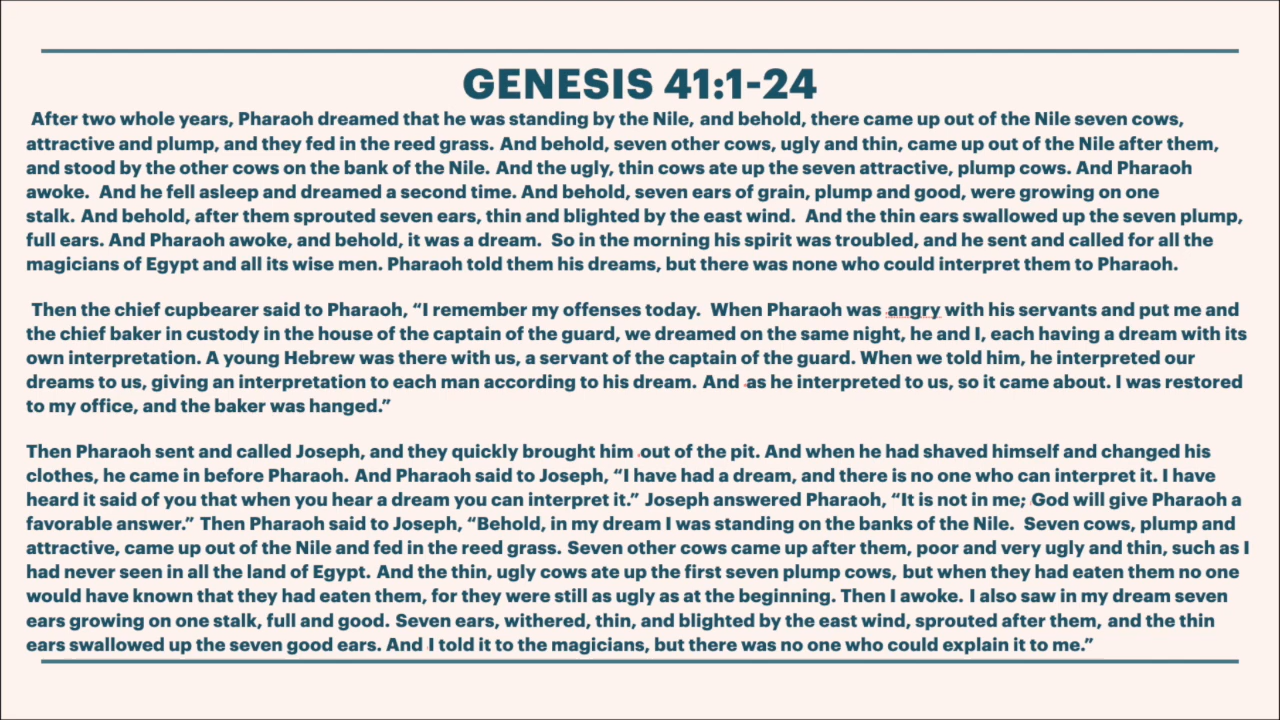 GENESIS 41:1-24
After two whole years, Pharaoh dreamed that he was standing by the Nile, and behold, there came up out of the Nile seven cows,
attractive and plump, and they fed in the reed grass. And behold, seven other cows, ugly and thin, came up out of the Nile after them,
and stood by the other cows on the bank of the Nile. And the ugly, thin cows ate up the seven attractive, plump cows. And Pharaoh
awoke. And he fell asleep and dreamed a second time. And behold, seven ears of grain, plump and good, were growing on one
stalk. And behold, after them sprouted seven ears, thin and blighted by the east wind. And the thin ears swallowed up the seven plump,
full ears. And Pharaoh awoke, and behold, it was a dream. So in the morning his spirit was troubled, and he sent and called for all the
magicians of Egypt and all its wise men. Pharaoh told them his dreams, but there was none who could interpret them to Pharaoh.
Then the chief cupbearer said to Pharaoh, “I remember my offenses today. When Pharaoh was angry with his servants and put me and
the chief baker in custody in the house of the captain of the guard, we dreamed on the same night, he and I, each having a dream with its
own interpretation. A young Hebrew was there with us, a servant of the captain of the guard. When we told him, he interpreted our
dreams to us, giving an interpretation to each man according to his dream. And as he interpreted to us, so it came about. I was restored
to my office, and the baker was hanged.”
Then Pharaoh sent and called Joseph, and they quickly brought him out of the pit. And when he had shaved himself and changed his
clothes, he came in before Pharaoh. And Pharaoh said to Joseph, “I have had a dream, and there is no one who can interpret it. I have
heard it said of you that when you hear a dream you can interpret it.” Joseph answered Pharaoh, “It is not in me; God will give Pharaoh a
favorable answer.” Then Pharaoh said to Joseph, “Behold, in my dream I was standing on the banks of the Nile. Seven cows, plump and
attractive, came up out of the Nile and fed in the reed grass. Seven other cows came up after them, poor and very ugly and thin, such as I
had never seen in all the land of Egypt. And the thin, ugly cows ate up the first seven plump cows, but when they had eaten them no one
would have known that they had eaten them, for they were still as ugly as at the beginning. Then I awoke. I also saw in my dream seven
ears growing on one stalk, full and good. Seven ears, withered, thin, and blighted by the east wind, sprouted after them, and the thin
ears swallowed up the seven good ears. And I told it to the magicians, but there was no one who could explain it to me.”